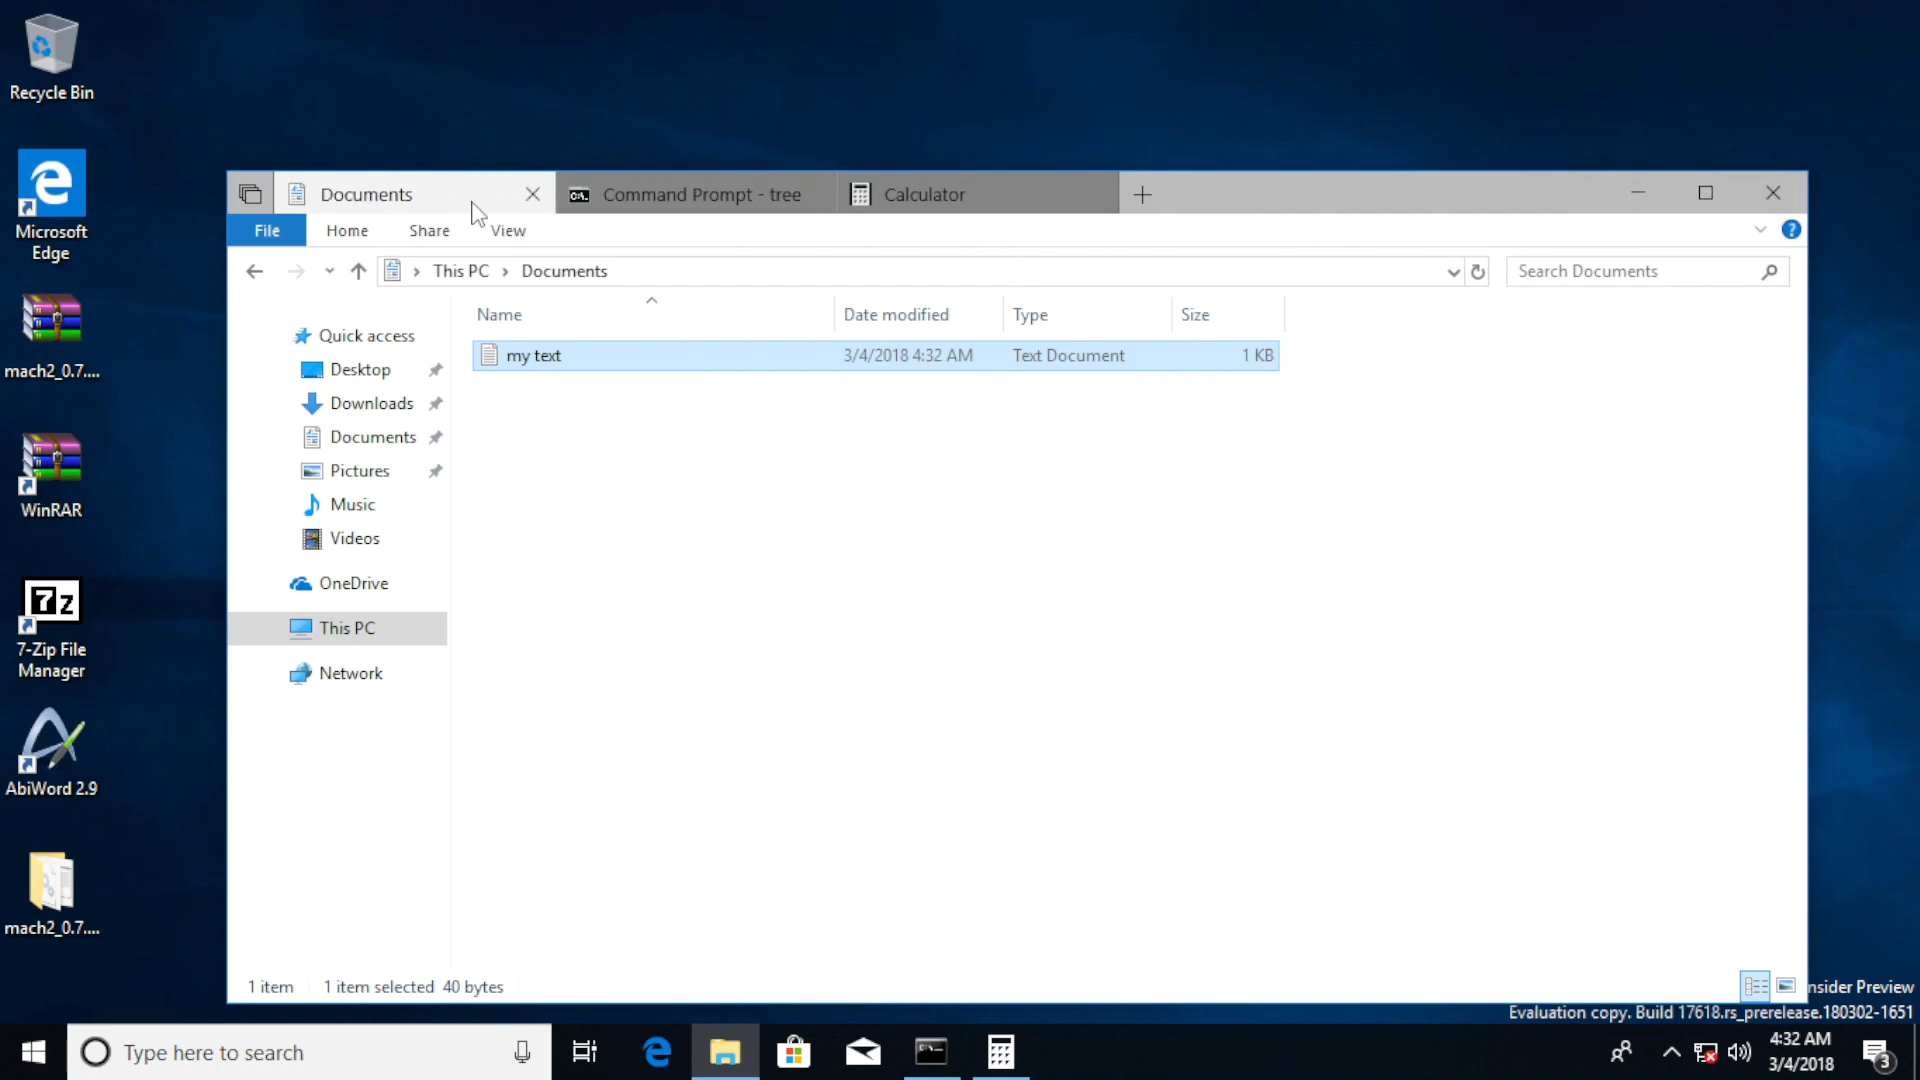 Recycle Bin
Microsoft
Edge
mach2_0.7....
WinRAR
7-Zip File
Manager
AbiWord 2.9
mach2_0.7....
Documents
Command Prompt - tree
Calculator
File
Home
Share
View
This PC
Documents
Search Documents
Name
Date modified
Type
Size
my text
3/4/2018 4:32 AM
Text Document
1 KB
Quick access
Desktop
Downloads
Documents
Pictures
Music
Videos
OneDrive
This PC
Network
1 item
1 item selected 40 bytes
nsider Preview
Evaluation copy. Build 17618.rs_prerelease.180302-1651
Type here to search
4:32 AM
3/4/2018
3